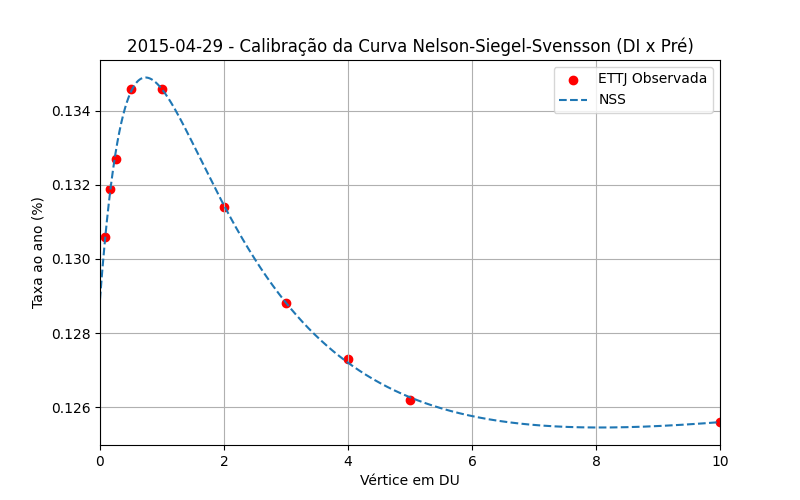 2015-04-29 - Calibração da Curva Nelson-Siegel-Svensson (DI x Pré)
ETTJ Observada
NSS
Taxa ao ano (%)
0.134
0.132
0.130
0.128
0.126
0 2 4 6 8 10
Vértice em DU